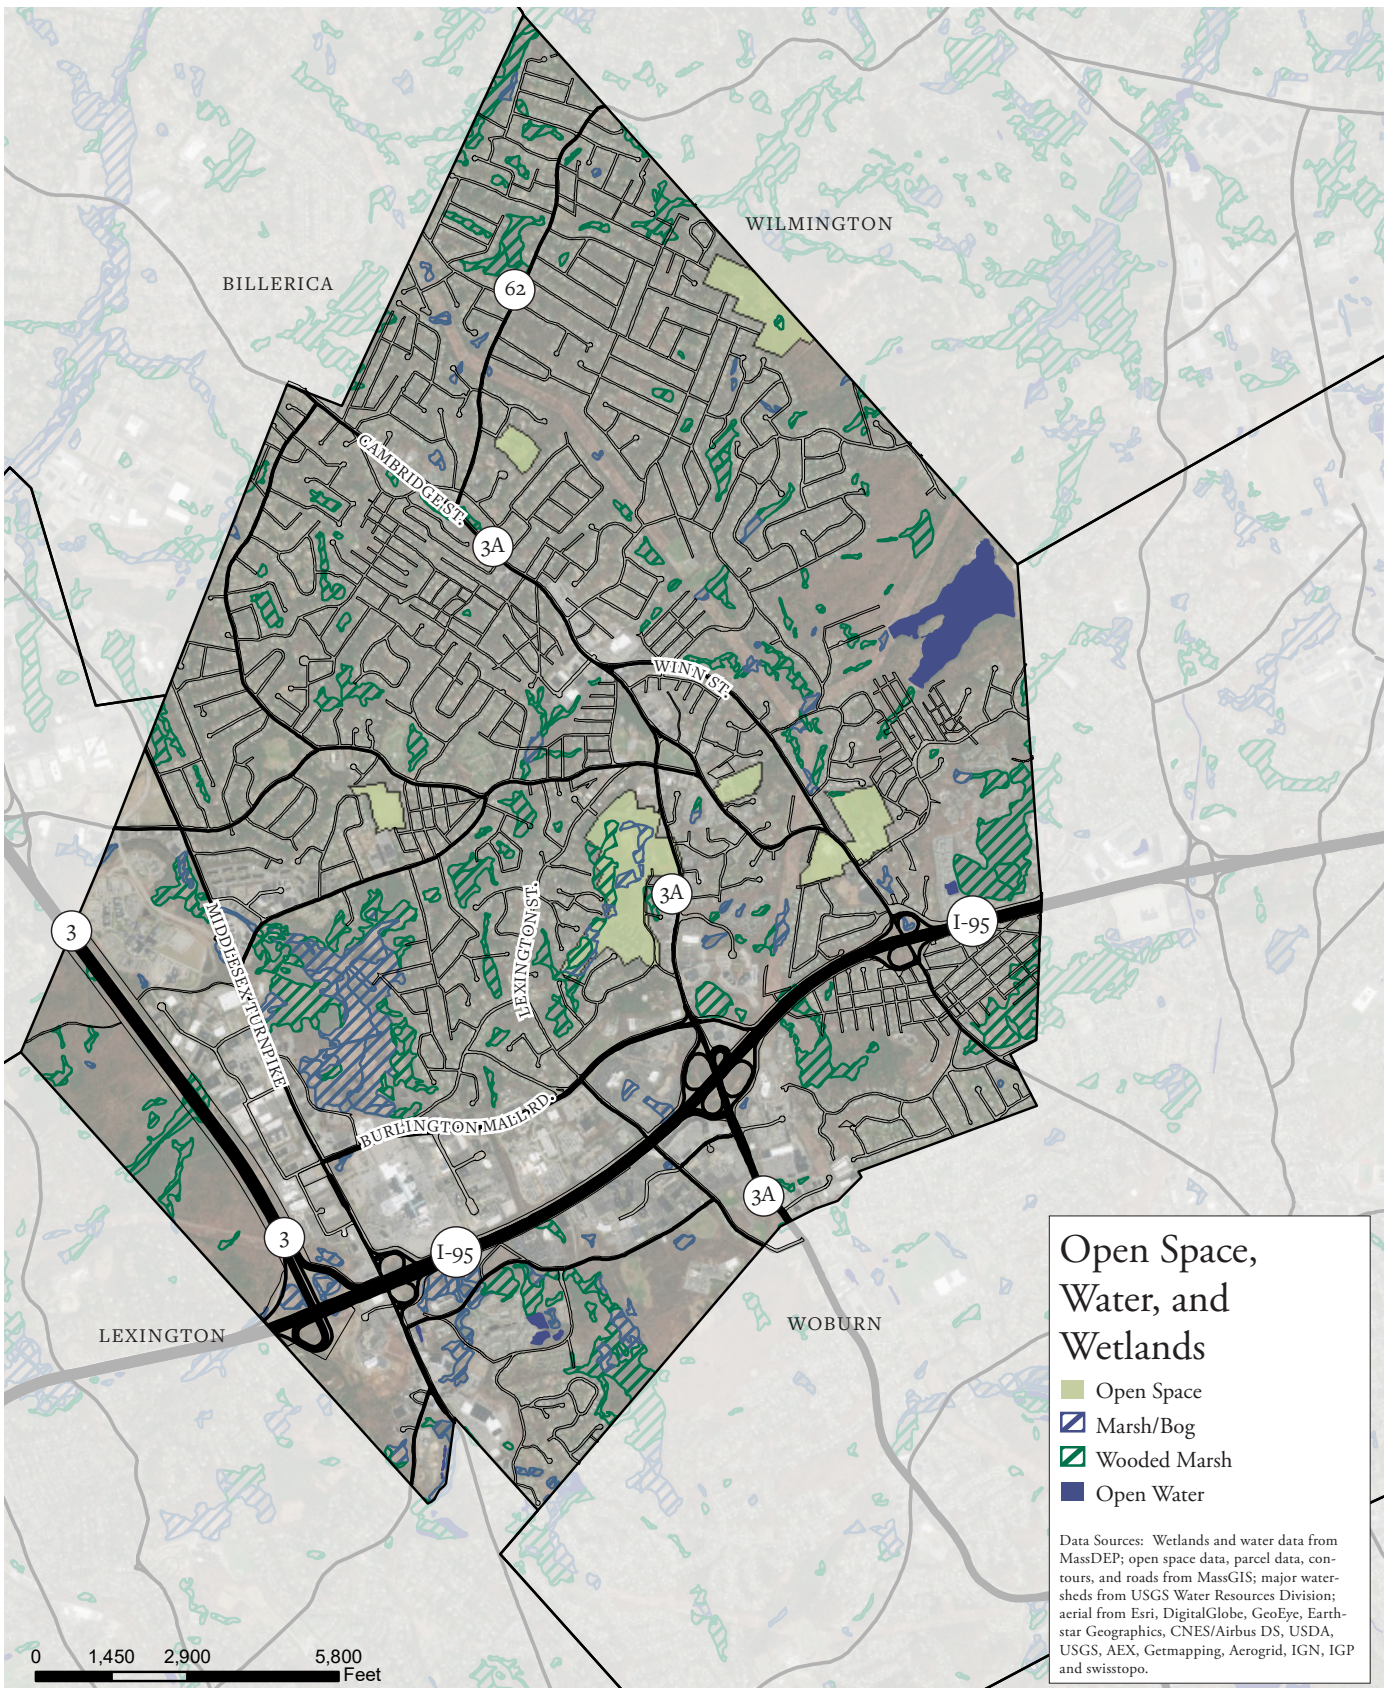 WILMINGTON
BILLERICA
62
CAMBRIDGE ST.
3A
WINN ST.
3A
LEXINGTON ST.
I-95
3
MIDDLESEX TURNPIKE
BURLINGTON MALL RD.
3A
3
I-95
LEXINGTON
WOBURN
Open Space,
Water, and
Wetlands
Open Space
Marsh/Bog
Wooded Marsh
Open Water
Data Sources: Wetlands and water data from
MassDEP; open space data, parcel data, con-
tours, and roads from MassGIS; major water-
sheds from USGS Water Resources Division;
aerial from Esri, DigitalGlobe, GeoEye, Earth-
star Geographics, CNES/Airbus DS, USDA,
USGS, AEX, Getmapping, Aerogrid, IGN, IGP
and swisstopo.
0 1,450 2,900 5,800
Feet